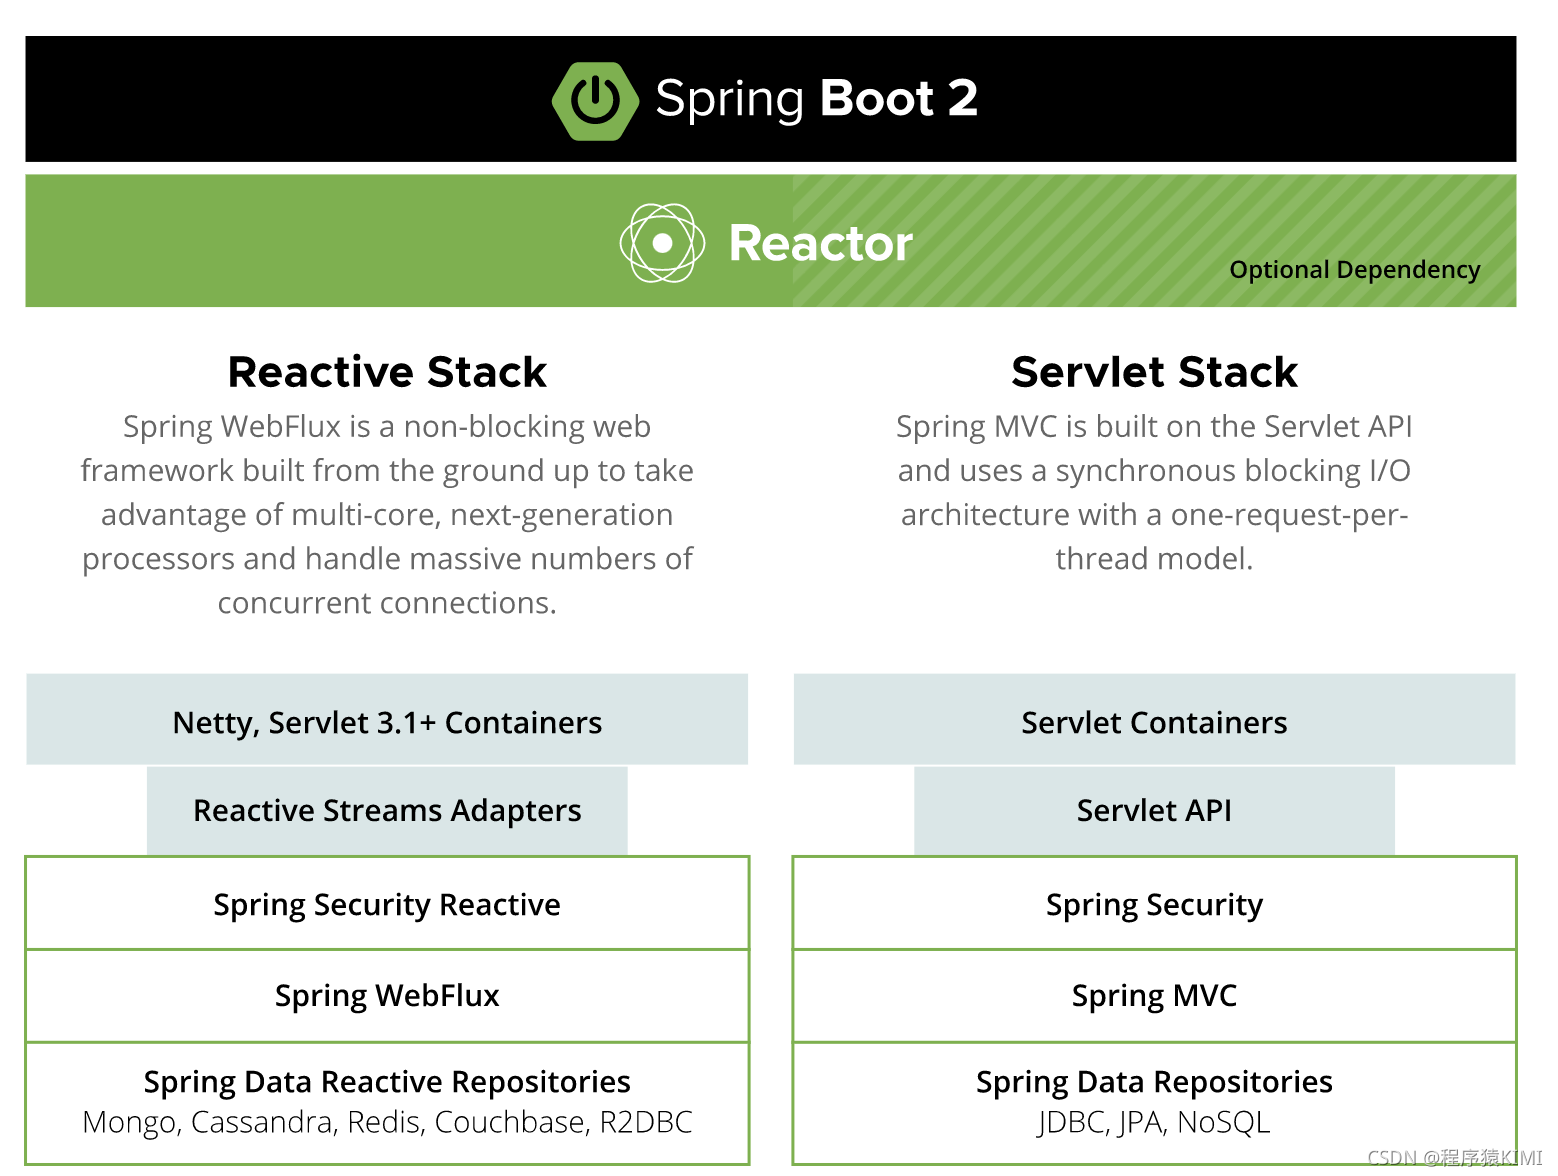 Spring Boot 2
Reactor
Optional Dependency
Reactive Stack
Spring WebFlux is a non-blocking web
framework built from the ground up to take
advantage of multi-core, next-generation
processors and handle massive numbers of
concurrent connections.
Servlet Stack
Spring MVC is built on the Servlet API
and uses a synchronous blocking I/O
architecture with a one-request-per-
thread model.
Netty, Servlet 3.1+ Containers
Reactive Streams Adapters
Spring Security Reactive
Spring WebFlux
Spring Data Reactive Repositories
Mongo, Cassandra, Redis, Couchbase, R2DBC
Servlet Containers
Servlet API
Spring Security
Spring MVC
Spring Data Repositories
JDBC, JPA, NoSQL
CSDN @程序猿KIMI